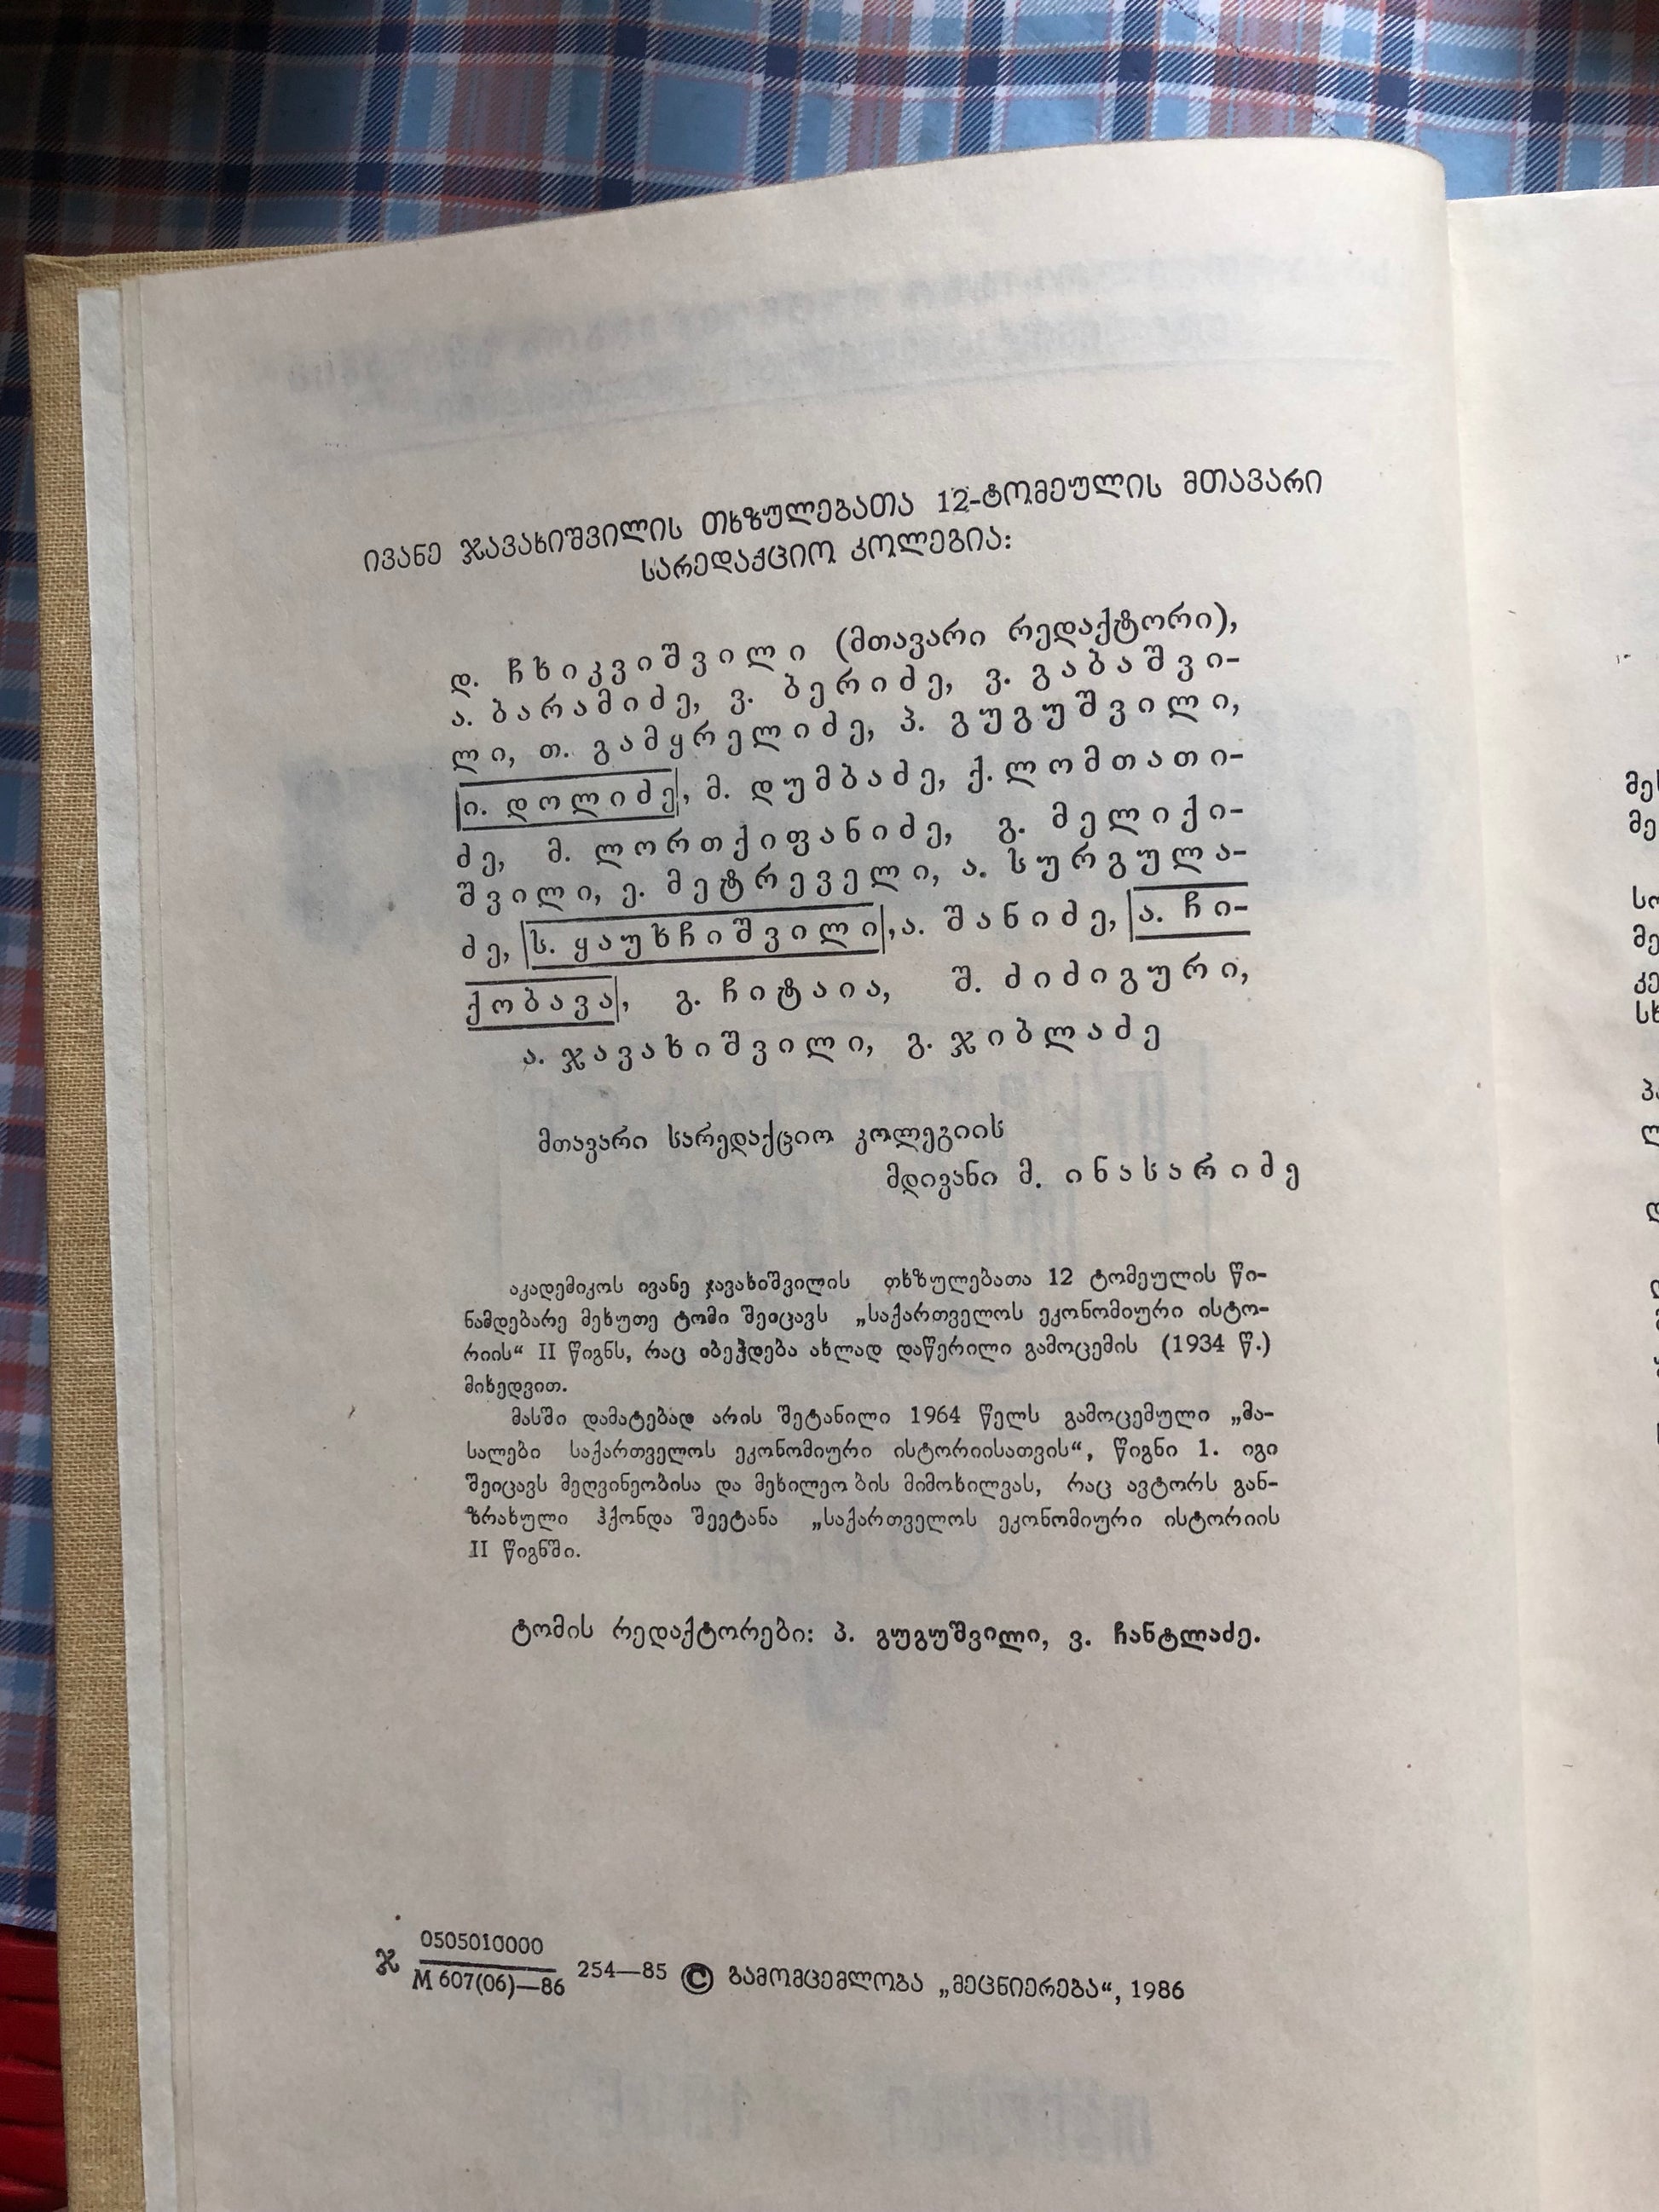 ივანე ჯავახიშვილის თხზულებათა 12-ტომეულის მთავარი
სარედაქციო კოლეგია:
დ. ჩხიკვიშვილი (მთავარი რედაქტორი),
ა. ბარამიძე, ვ. ბერიძე, ვ. გაბაშვი-
ლი, თ. გამყრელიძე, პ. გუგუშვილი,
ი. დოლიძე, მ. დუმბაძე, ქ. ლომთათი-
ძე, მ. ლორთქიფანიძე, გ. მელიქი-
შვილი, ე. მეტრეველი, ა. სურგულა-
ძე, ს. ყაუხჩიშვილი, ა. შანიძე, ა. ჩი-
ქობავა, გ. ჩიტაია, შ. ძიძიგური,
ა. ჯავახიშვილი, გ. ჯიბლაძე
მთავარი სარედაქციო კოლეგიის
მდივანი მ. ინასარიძე
აკადემიკოს ივანე ჯავახიშვილის თხზულებათა 12 ტომეულის წი-
ნამდებარე მეხუთე ტომი შეიცავს „საქართველოს ეკონომიური ისტო-
რიის“ II წიგნს, რაც იბეჭდება ახლად დაწერილი გამოცემის (1934 წ.)
მიხედვით.
მასში დამატებად არის შეტანილი 1964 წელს გამოცემული „მა-
სალები საქართველოს ეკონომიური ისტორიისათვის“, წიგნი 1. იგი
შეიცავს მეღვინეობისა და მეხილეობის მიმოხილვას, რაც ავტორს გან-
ზრახული ჰქონდა შეეტანა „საქართველოს ეკონომიური ისტორიის
II წიგნში.
ტომის რედაქტორები: პ. გუგუშვილი, ვ. ჩანტლაძე.
ჯ 0505010000
M 607(06)—86 254—85 © გამომცემლობა „მეცნიერება“, 1986